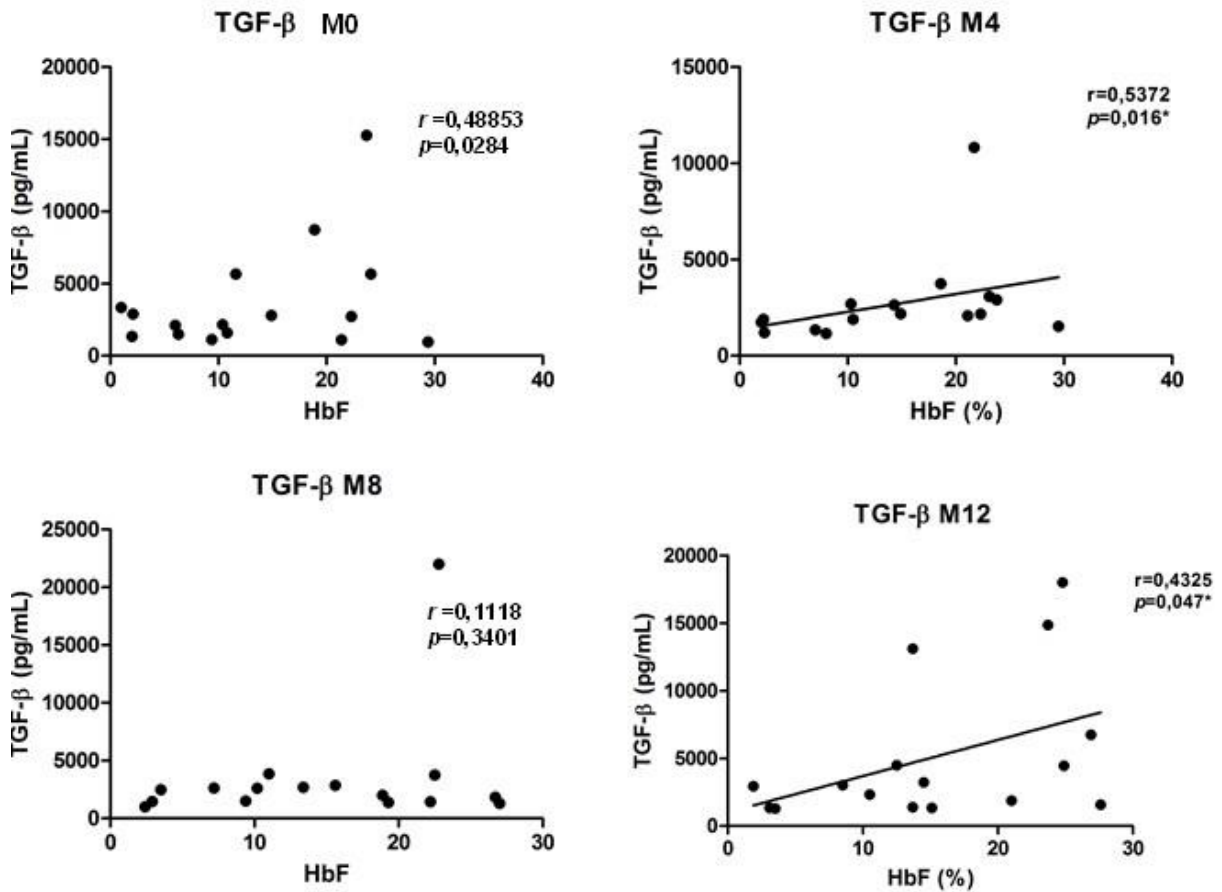 TGF-β M0
20000
15000
10000
5000
0
TGF-β (pg/mL)
r =0,48853
p=0,0284
0 10 20 30 40
HbF
TGF-β M4
15000
10000
5000
0
TGF-β (pg/mL)
r=0,5372
p=0,016*
0 10 20 30 40
HbF (%)
TGF-β M8
25000
20000
15000
10000
5000
0
TGF-β (pg/mL)
r =0,1118
p=0,3401
0 10 20 30
HbF
TGF-β M12
20000
15000
10000
5000
0
TGF-β (pg/mL)
r=0,4325
p=0,047*
0 10 20 30
HbF (%)